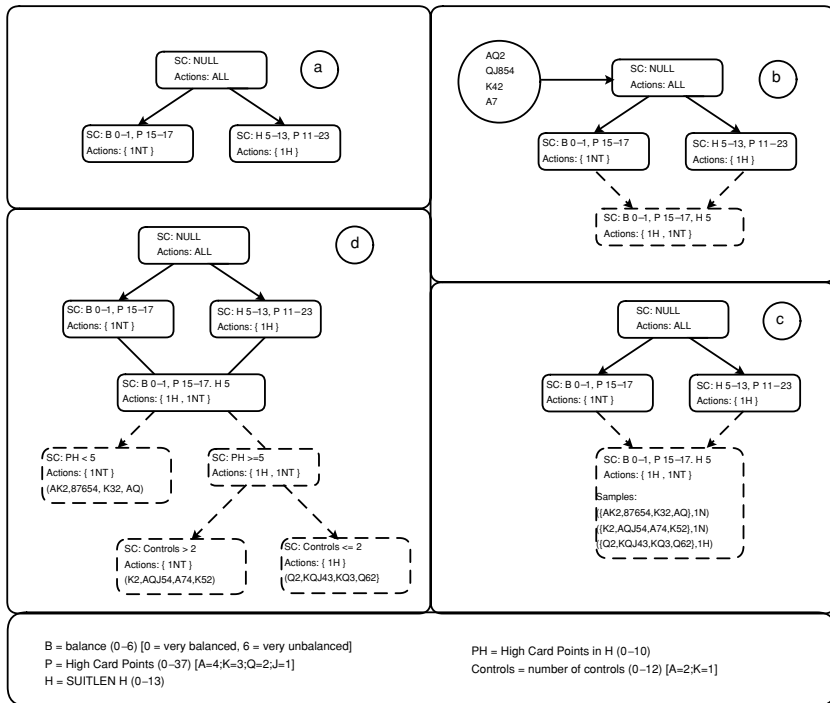 SC: NULL
Actions: ALL
a
SC: B 0−1, P 15−17
Actions: { 1NT }
SC: H 5−13, P 11−23
Actions: { 1H }
AQ2
QJ854
K42
A7
SC: NULL
Actions: ALL
b
SC: B 0−1, P 15−17
Actions: { 1NT }
SC: H 5−13, P 11−23
Actions: { 1H }
SC: B 0−1, P 15−17, H 5
Actions: { 1H , 1NT }
SC: NULL
Actions: ALL
d
SC: B 0−1, P 15−17
Actions: { 1NT }
SC: H 5−13, P 11−23
Actions: { 1H }
SC: B 0−1, P 15−17. H 5
Actions: { 1H , 1NT }
SC: PH < 5
Actions: { 1NT }
(AK2,87654, K32, AQ)
SC: PH >=5
Actions: { 1H , 1NT }
SC: Controls > 2
Actions: { 1NT }
(K2,AQJ54,A74,K52)
SC: Controls <= 2
Actions: { 1H }
(Q2,KQJ43,KQ3,Q62}
SC: NULL
Actions: ALL
c
SC: B 0−1, P 15−17
Actions: { 1NT }
SC: H 5−13, P 11−23
Actions: { 1H }
SC: B 0−1, P 15−17. H 5
Actions: { 1H , 1NT }
Samples:
({AK2,87654,K32,AQ},1N)
({K2,AQJ54,A74,K52},1N)
({Q2,KQJ43,KQ3,Q62},1H)
B = balance (0−6) [0 = very balanced, 6 = very unbalanced]
P = High Card Points (0−37) [A=4;K=3;Q=2;J=1]
H = SUITLEN H (0−13)
PH = High Card Points in H (0−10)
Controls = number of controls (0−12) [A=2;K=1]